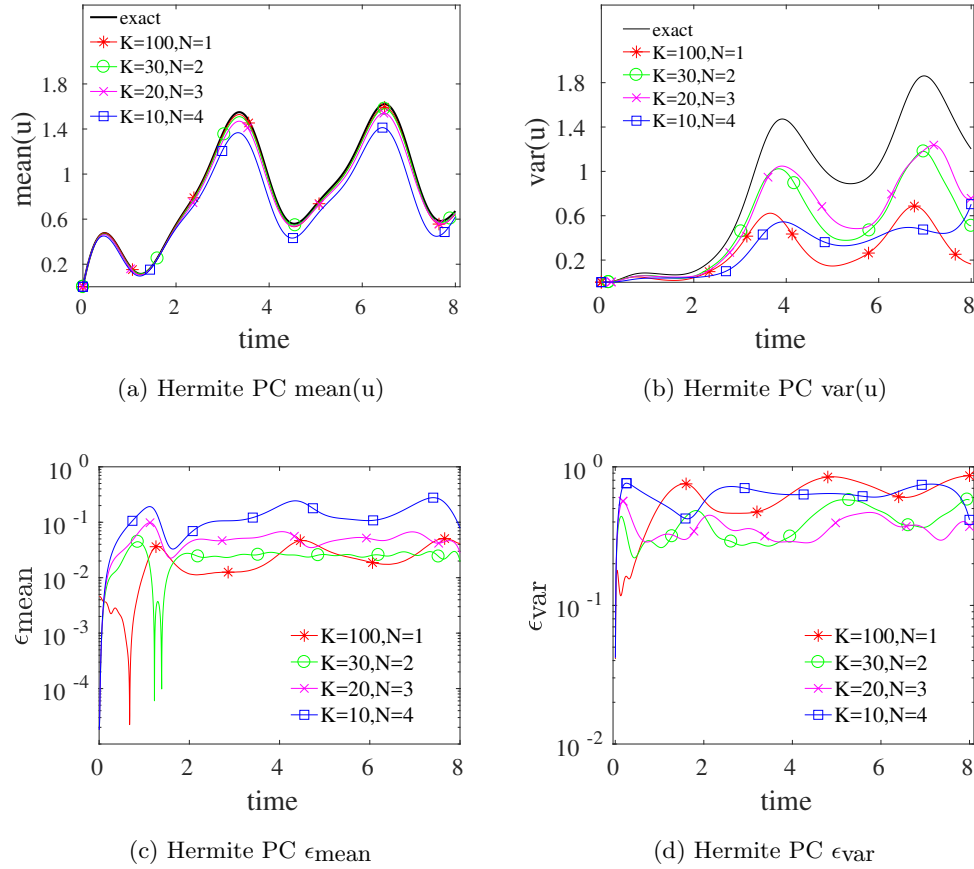 exact
K=100,N=1
K=30,N=2
K=20,N=3
K=10,N=4
mean(u)
1.8
1.4
1
0.6
0.2
0 2 4 6 8
time
(a) Hermite PC mean(u)
exact
K=100,N=1
K=30,N=2
K=20,N=3
K=10,N=4
var(u)
1.8
1.4
1
0.6
0.2
0 2 4 6 8
time
(b) Hermite PC var(u)
ϵmean
10^0
10^-1
10^-2
10^-3
10^-4
K=100,N=1
K=30,N=2
K=20,N=3
K=10,N=4
0 2 4 6 8
time
(c) Hermite PC ϵmean
ϵvar
10^0
10^-1
10^-2
K=100,N=1
K=30,N=2
K=20,N=3
K=10,N=4
0 2 4 6 8
time
(d) Hermite PC ϵvar